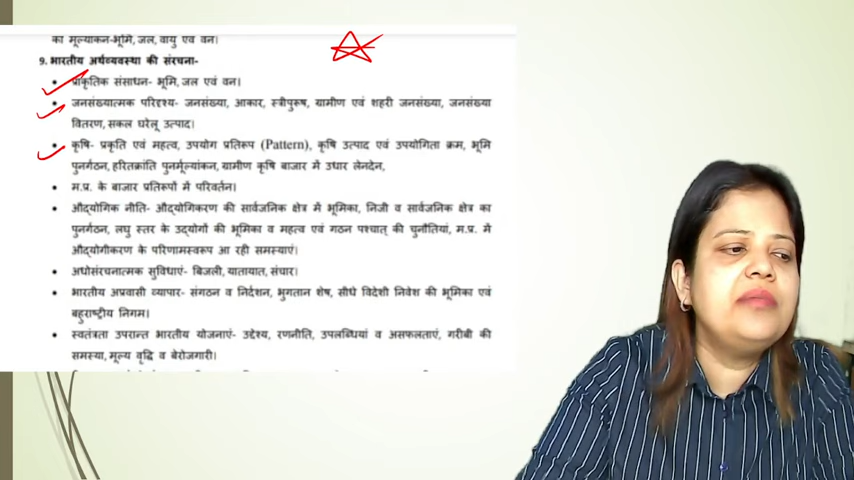 का मूल्याकन-भूमि, जल, वायु एव वन।
9. भारतीय अर्थव्यवस्था की संरचना-
• प्राकृतिक संसाधन- भूमि, जल एवं वन।
• जनसंख्यात्मक परिदृश्य- जनसंख्या, आकार, स्त्रीपुरूष, ग्रामीण एवं शहरी जनसंख्या, जनसंख्या
वितरण, सकल घरेलू उत्पाद।
• कृषि- प्रकृति एवं महत्व, उपयोग प्रतिरूप (Pattern), कृषि उत्पाद एवं उपयोगिता क्रम, भूमि
पुनर्गठन, हरितक्रांति पुनर्मूल्यांकन, ग्रामीण कृषि बाजार में उधार लेनदेन,
• म.प्र. के बाजार प्रतिरूपों में परिवर्तन।
• औद्योगिक नीति- औद्योगिकरण की सार्वजनिक क्षेत्र में भूमिका, निजी व सार्वजनिक क्षेत्र का
पुनर्गठन, लघु स्तर के उद्योगों की भूमिका व महत्व एवं गठन पश्चात् की चुनौतियां, म.प्र. मे
औद्योगीकरण के परिणामस्वरूप आ रही समस्याएं।
• अधोसंरचनात्मक सुविधाएं- बिजली, यातायात, संचार।
• भारतीय अप्रवासी व्यापार- संगठन व निर्देशन, भुगतान शेष, सीधे विदेशी निवेश की भूमिका एवं
बहुराष्ट्रीय निगम।
• स्वतंत्रता उपरान्त भारतीय योजनाएं- उद्देश्य, रणनीति, उपलब्धियां व असफलताएं, गरीबी की
समस्या, मूल्य वृद्धि व बेरोजगारी।